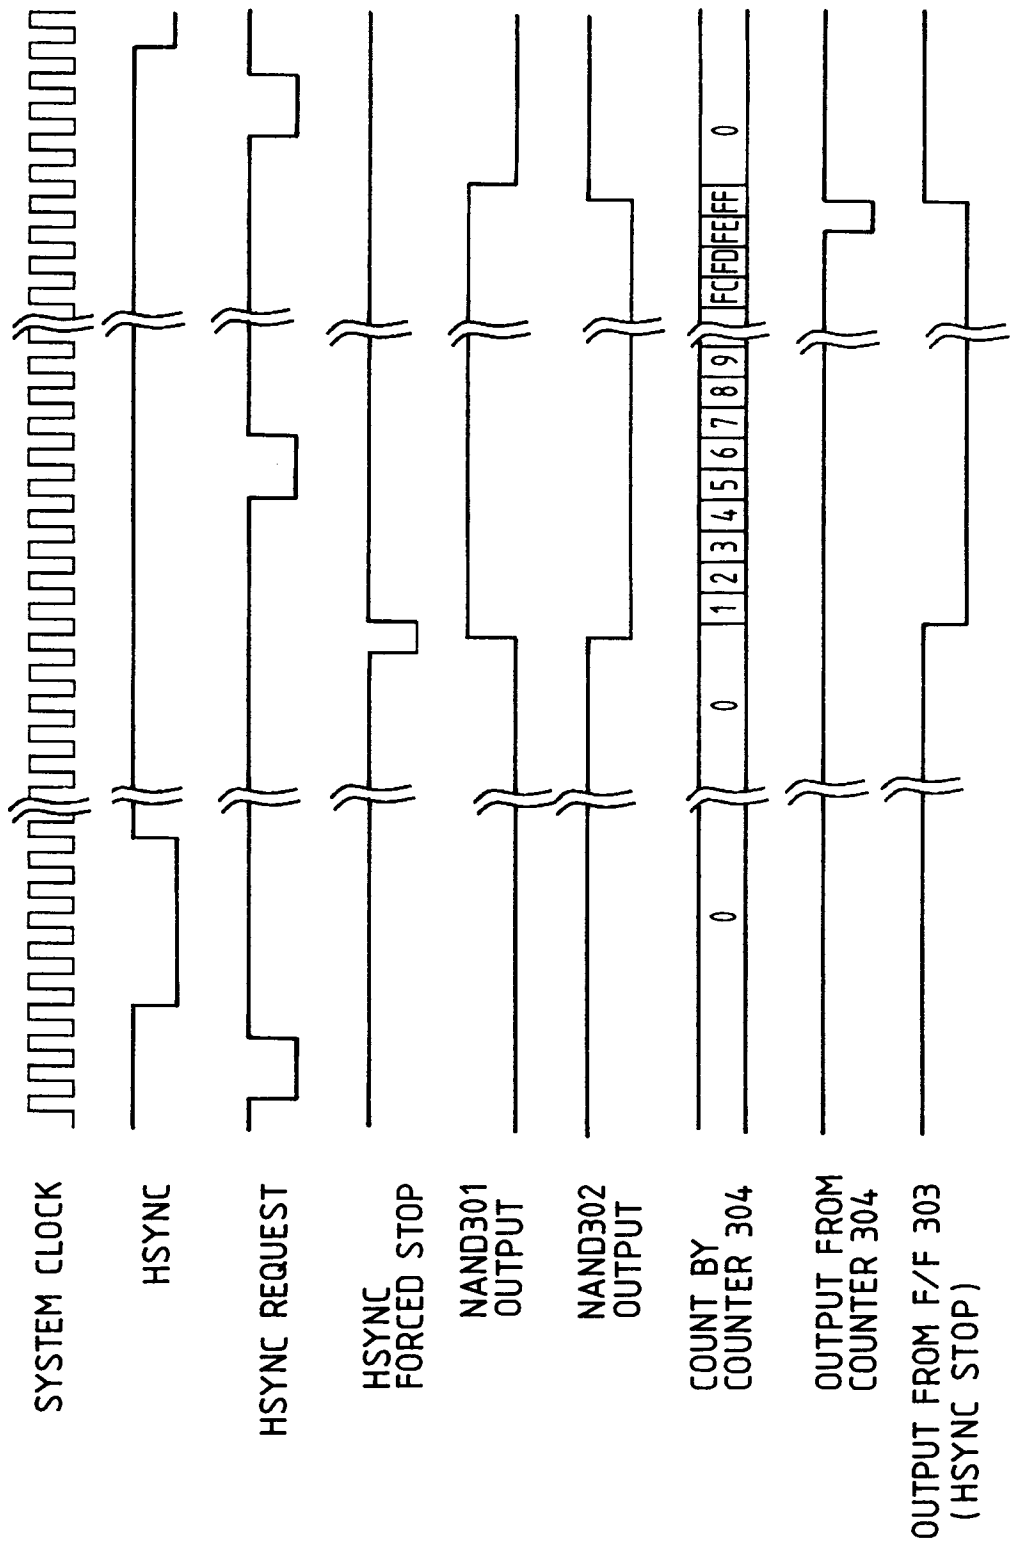 SYSTEM CLOCK
HSYNC
HSYNC REQUEST
HSYNC
FORCED STOP
NAND301
OUTPUT
NAND302
OUTPUT
COUNT BY
COUNTER 304
0 0 1 2 3 4 5 6 7 8 9 FC FD FE FF 0
OUTPUT FROM
COUNTER 304
OUTPUT FROM F/F 303
(HSYNC STOP)